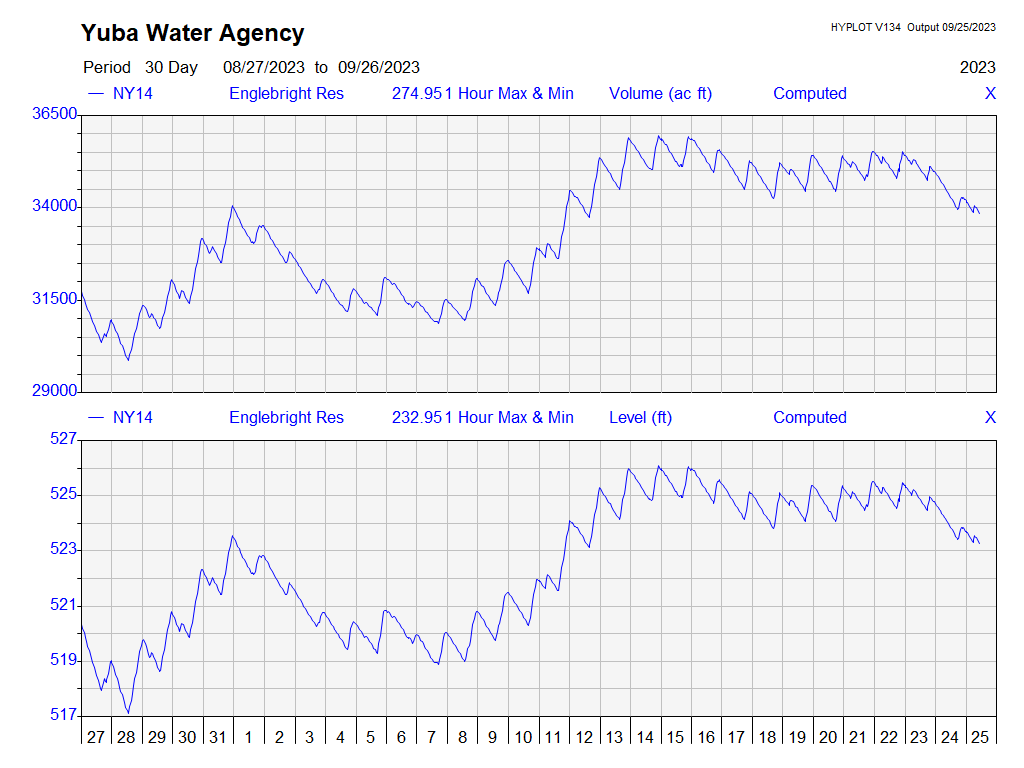 Yuba Water Agency
HYPLOT V134 Output 09/25/2023
Period 30 Day 08/27/2023 to 09/26/2023 2023
— NY14 Englebright Res 274.951 Hour Max & Min Volume (ac ft) Computed X
36500
34000
31500
29000
— NY14 Englebright Res 232.951 Hour Max & Min Level (ft) Computed X
527
525
523
521
519
517
27 28 29 30 31 1 2 3 4 5 6 7 8 9 10 11 12 13 14 15 16 17 18 19 20 21 22 23 24 25